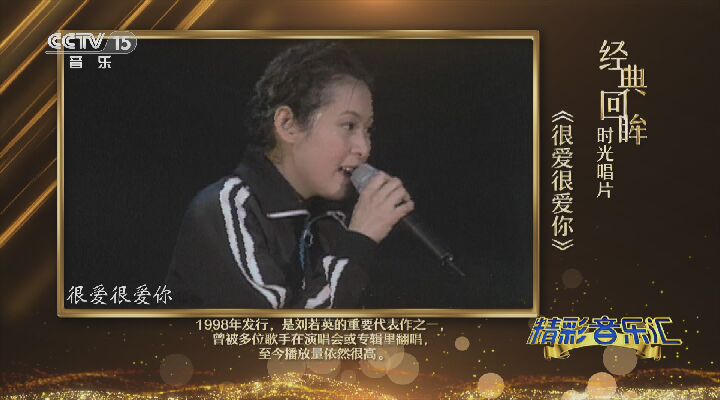 CCTV 15
音乐
经典回眸
时光唱片
《很爱很爱你》
很爱很爱你
1998年发行，是刘若英的重要代表作之一，
曾被多位歌手在演唱会或专辑里翻唱，
至今播放量依然很高。
精彩音乐汇